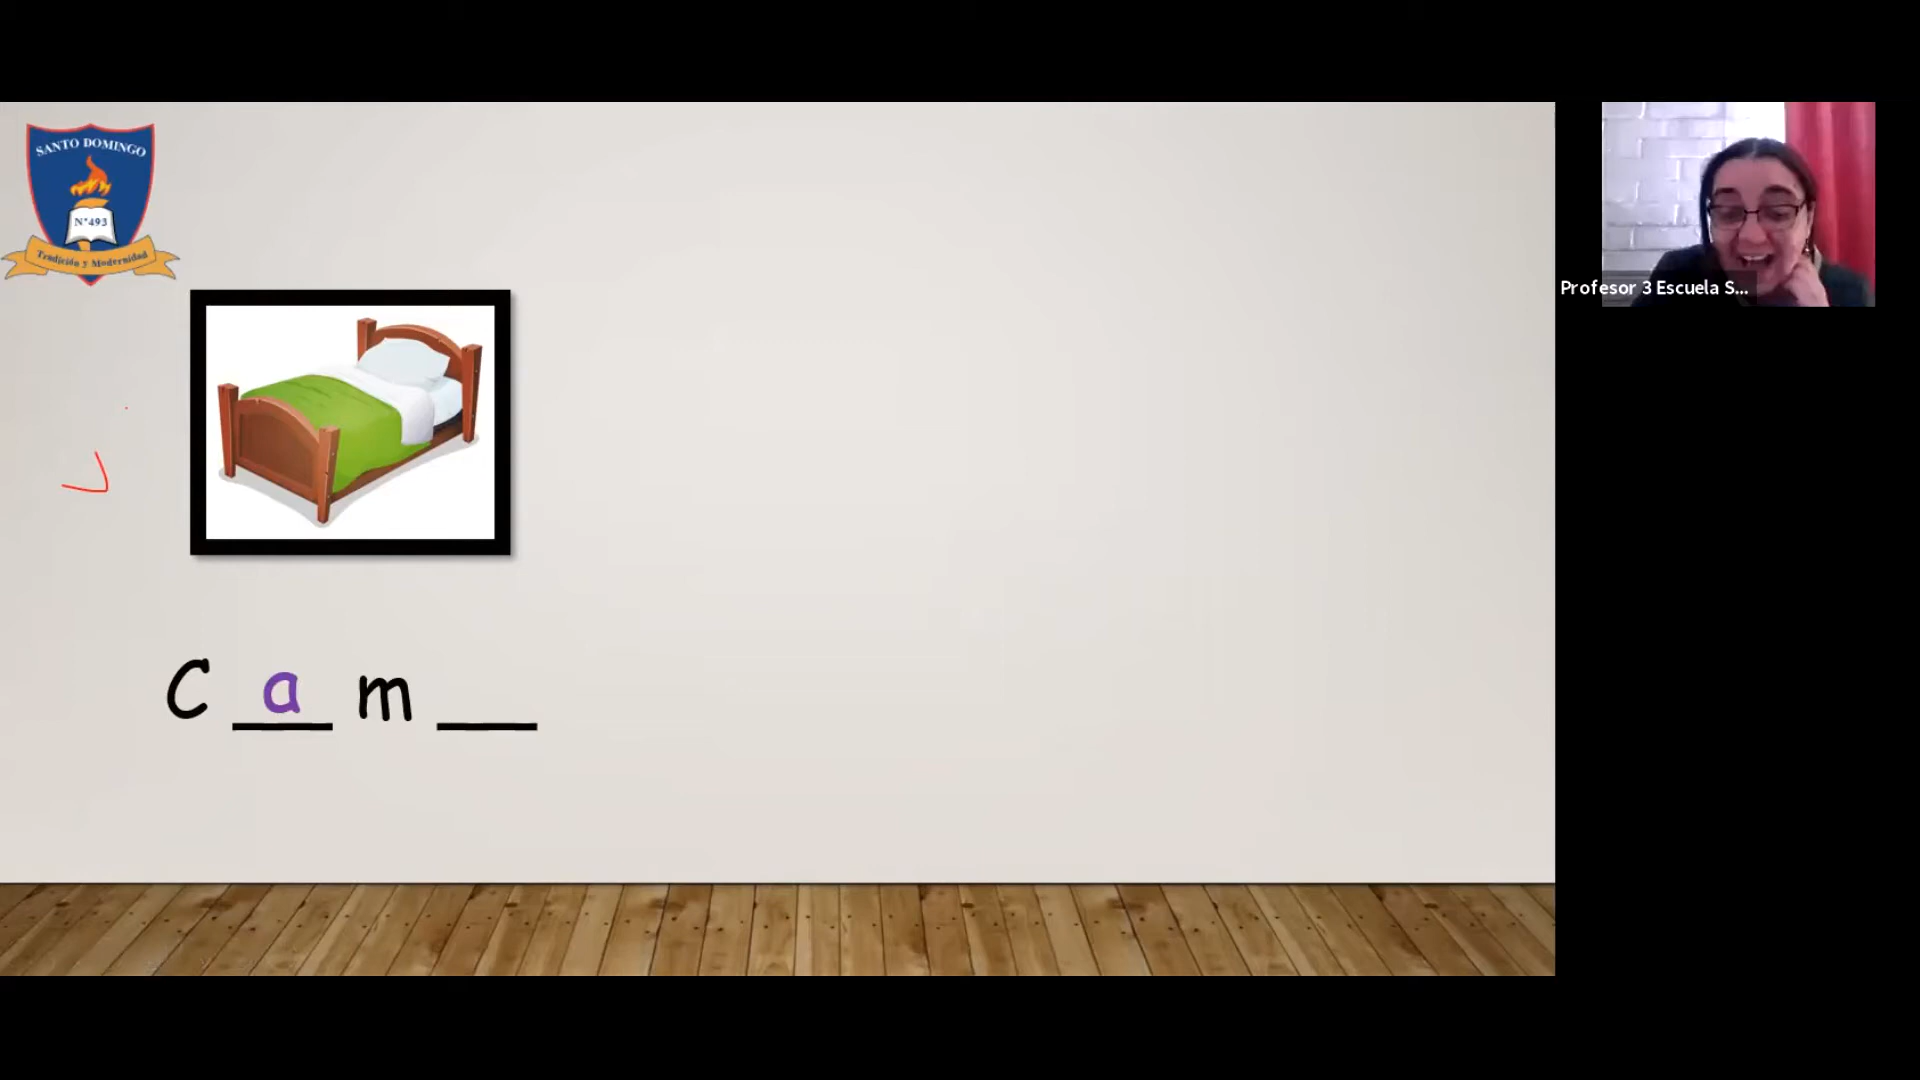 SANTO DOMINGO
N°493
Tradición y Modernidad
Profesor 3 Escuela S...
C a m